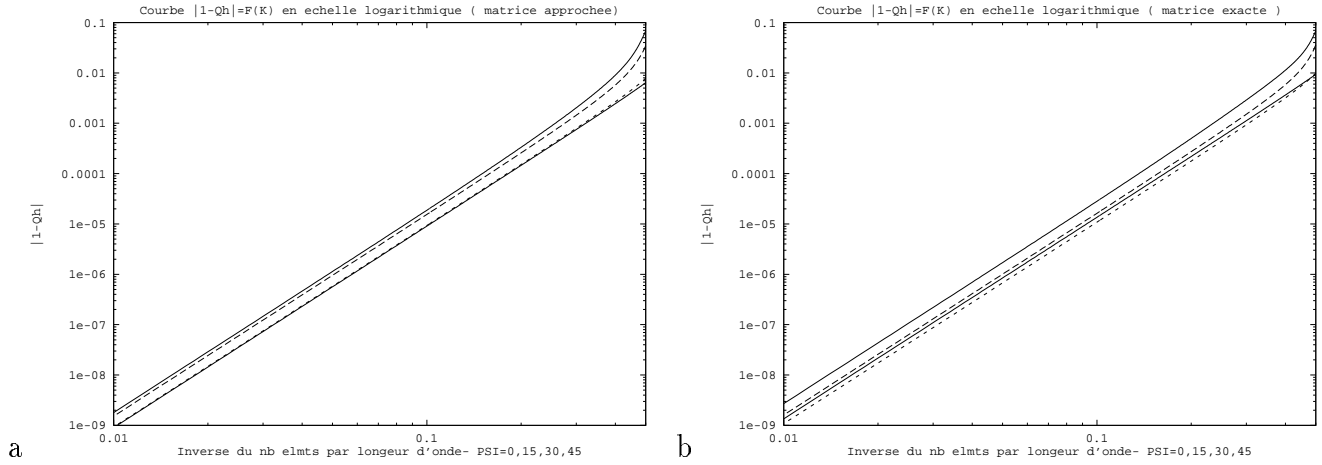 Courbe |1-Qh|=F(K) en echelle logarithmique ( matrice approchee)
0.1
0.01
0.001
0.0001
1e-05
1e-06
1e-07
1e-08
1e-09
|1-Qh|
0.01
0.1
Inverse du nb elmts par longeur d'onde- PSI=0,15,30,45
a
Courbe |1-Qh|=F(K) en echelle logarithmique ( matrice exacte )
0.1
0.01
0.001
0.0001
1e-05
1e-06
1e-07
1e-08
1e-09
|1-Qh|
0.01
0.1
Inverse du nb elmts par longeur d'onde- PSI=0,15,30,45
b